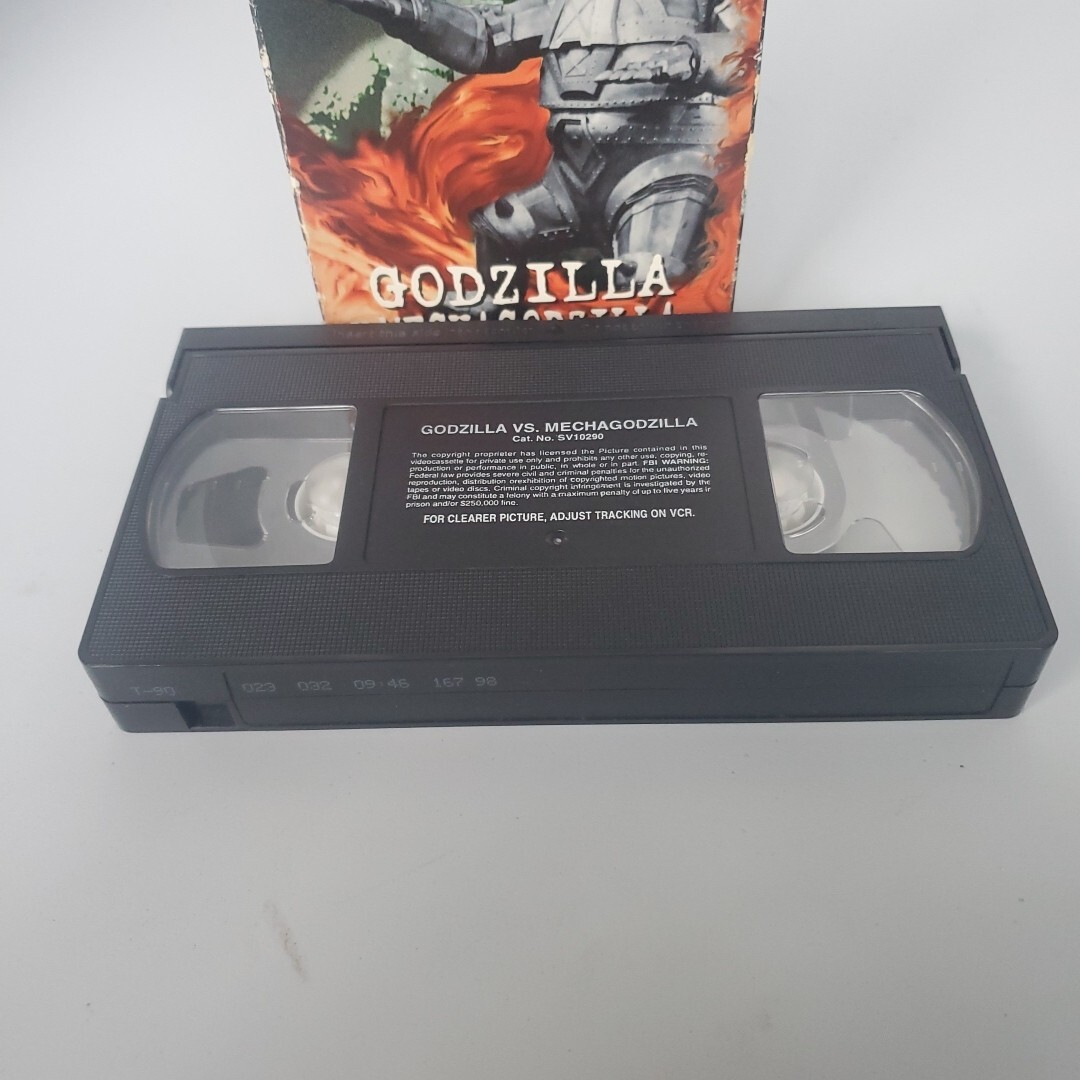 GODZILLA
MECHAGODZILLA
GODZILLA VS. MECHAGODZILLA
Cat. No. SV10290
The copyright proprieter has licensed the Picture contained in this
videocassette for private use only and prohibits any other use, copying, re-
production or performance in public, in whole or in part. FBI WARNING:
Federal law provides severe civil and criminal penalties for the unauthorized
reproduction, distribution orexhibition of copyrighted motion pictures, video
tapes or video discs. Criminal copyright infringement is investigated by the
FBI and may constitute a felony with a maximum penalty of up to five years ir
prison and/or $250,000 fine.
FOR CLEARER PICTURE, ADJUST TRACKING ON VCR.
T-90 023 032 09:46 167 98